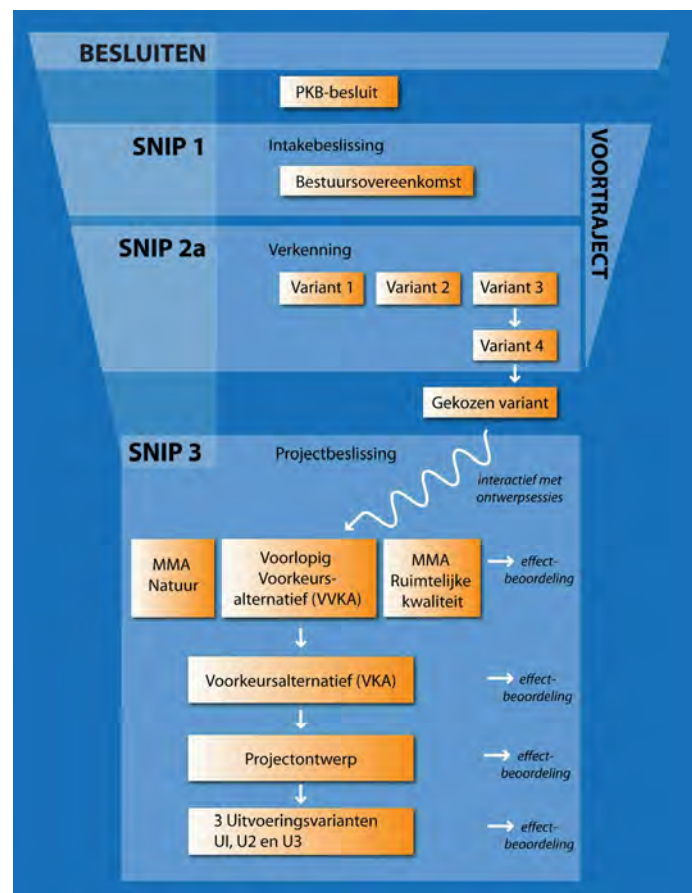 BESLUITEN
PKB-besluit
SNIP 1
Intakebeslissing
Bestuursovereenkomst
VOORTRAJECT
SNIP 2a
Verkenning
Variant 1
Variant 2
Variant 3
Variant 4
Gekozen variant
SNIP 3
Projectbeslissing
interactief met
ontwerpsessies
MMA
Natuur
Voorlopig
Voorkeurs-
alternatief (VVKA)
MMA
Ruimtelijke
kwaliteit
effect-
beoordeling
Voorkeursalternatief (VKA)
effect-
beoordeling
Projectontwerp
effect-
beoordeling
3 Uitvoeringsvarianten
UI, U2 en U3
effect-
beoordeling